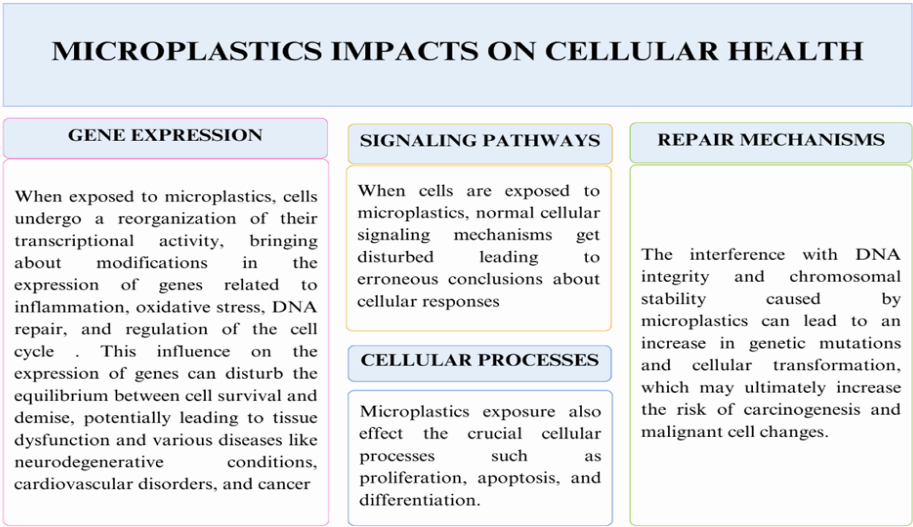 MICROPLASTICS IMPACTS ON CELLULAR HEALTH
GENE EXPRESSION
When exposed to microplastics, cells
undergo a reorganization of their
transcriptional activity, bringing
about modifications in the
expression of genes related to
inflammation, oxidative stress, DNA
repair, and regulation of the cell
cycle . This influence on the
expression of genes can disturb the
equilibrium between cell survival and
demise, potentially leading to tissue
dysfunction and various diseases like
neurodegenerative conditions,
cardiovascular disorders, and cancer
SIGNALING PATHWAYS
When cells are exposed to
microplastics, normal cellular
signaling mechanisms get
disturbed leading to
erroneous conclusions about
cellular responses
CELLULAR PROCESSES
Microplastics exposure also
effect the crucial cellular
processes such as
proliferation, apoptosis, and
differentiation.
REPAIR MECHANISMS
The interference with DNA
integrity and chromosomal
stability caused by
microplastics can lead to an
increase in genetic mutations
and cellular transformation,
which may ultimately increase
the risk of carcinogenesis and
malignant cell changes.